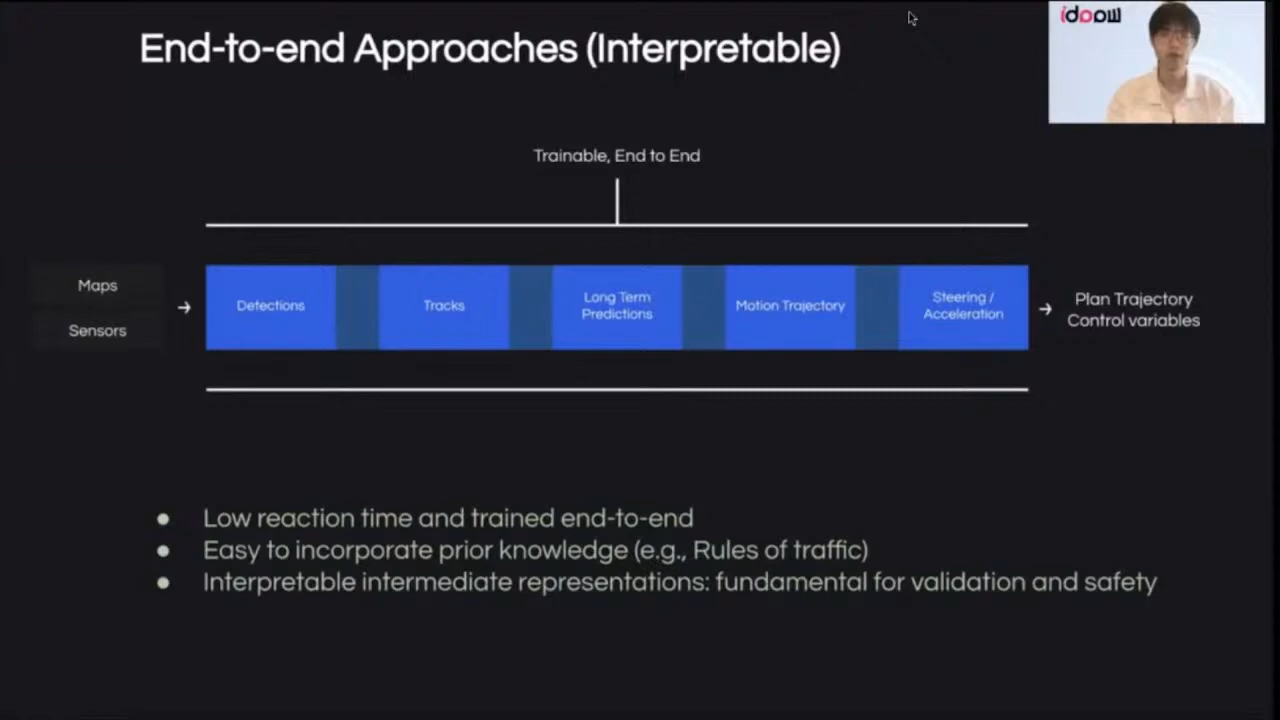 End-to-end Approaches (Interpretable)
Trainable, End to End
Maps
Sensors
→
Detections
Tracks
Long Term
Predictions
Motion Trajectory
Steering /
Acceleration
→
Plan Trajectory
Control variables
● Low reaction time and trained end-to-end
● Easy to incorporate prior knowledge (e.g., Rules of traffic)
● Interpretable intermediate representations: fundamental for validation and safety